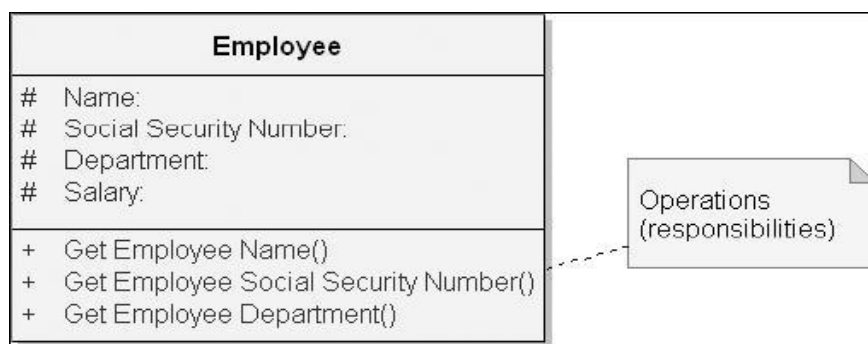 Employee
# Name:
# Social Security Number:
# Department:
# Salary:
+ Get Employee Name()
+ Get Employee Social Security Number()
+ Get Employee Department()
Operations
(responsibilities)